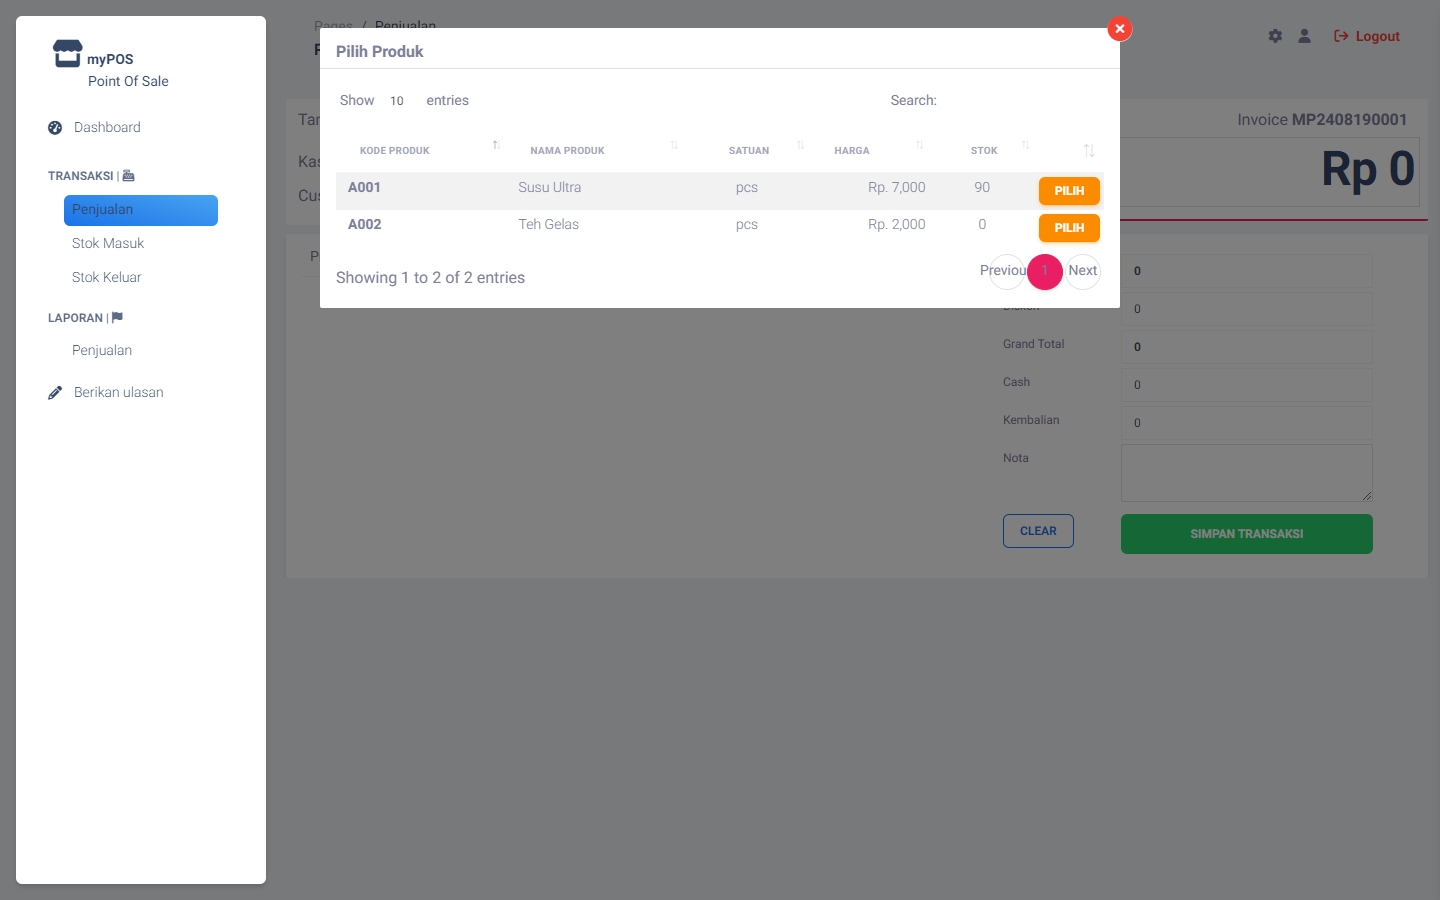 myPOS
Point Of Sale
Dashboard
TRANSAKSI |
Penjualan
Stok Masuk
Stok Keluar
LAPORAN |
Penjualan
Berikan ulasan
Pages / Penjualan
Logout
Pilih Produk
Show 10 entries
Search:
KODE PRODUK NAMA PRODUK SATUAN HARGA STOK
A001 Susu Ultra pcs Rp. 7,000 90 PILIH
A002 Teh Gelas pcs Rp. 2,000 0 PILIH
Showing 1 to 2 of 2 entries
Previou 1 Next
Invoice MP2408190001
Rp 0
0
Diskon 0
Grand Total 0
Cash 0
Kembalian 0
Nota
CLEAR
SIMPAN TRANSAKSI